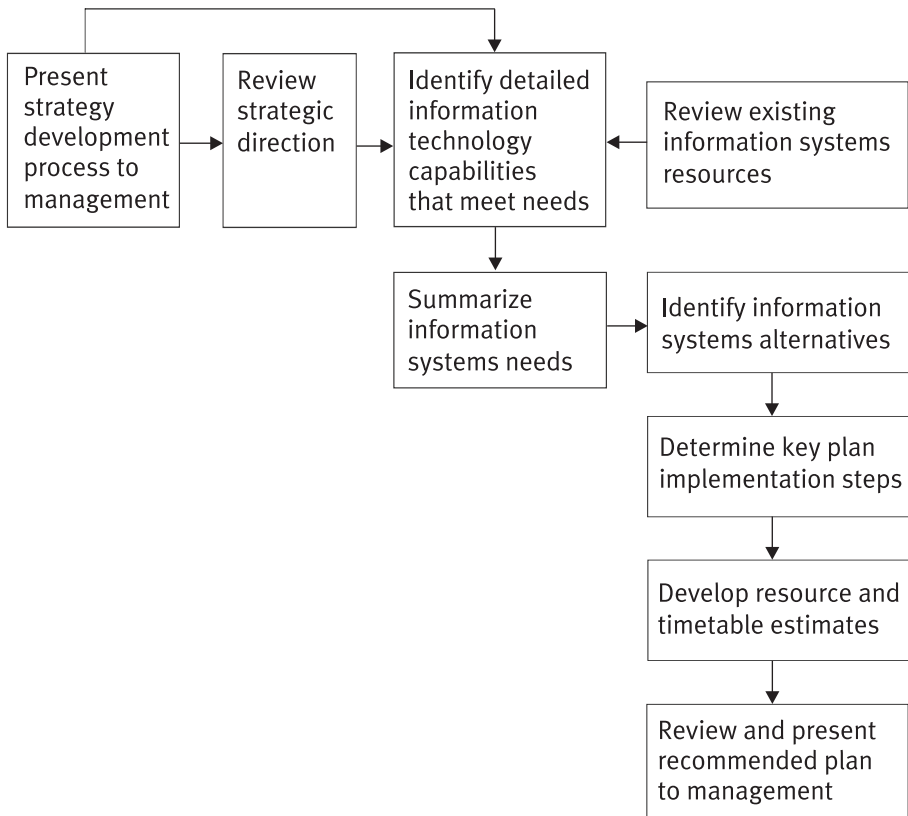 Present
strategy
development
process to
management
Review
strategic
direction
Identify detailed
information
technology
capabilities
that meet needs
Review existing
information systems
resources
Summarize
information
systems needs
Identify information
systems alternatives
Determine key plan
implementation steps
Develop resource and
timetable estimates
Review and present
recommended plan
to management